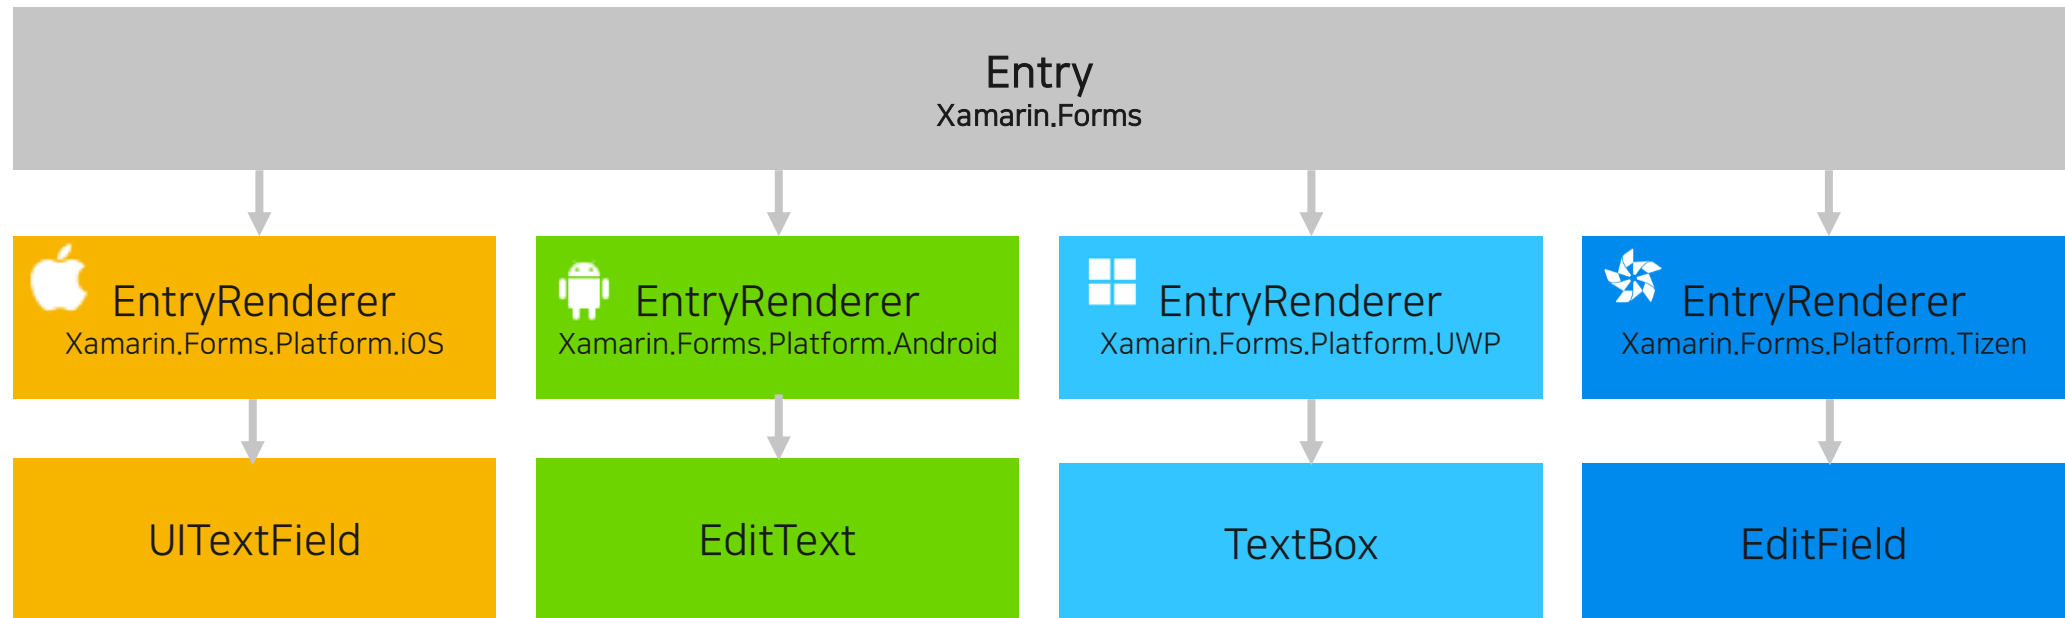 Entry
Xamarin.Forms
EntryRenderer
Xamarin.Forms.Platform.iOS
EntryRenderer
Xamarin.Forms.Platform.Android
EntryRenderer
Xamarin.Forms.Platform.UWP
EntryRenderer
Xamarin.Forms.Platform.Tizen
UITextField
EditText
TextBox
EditField